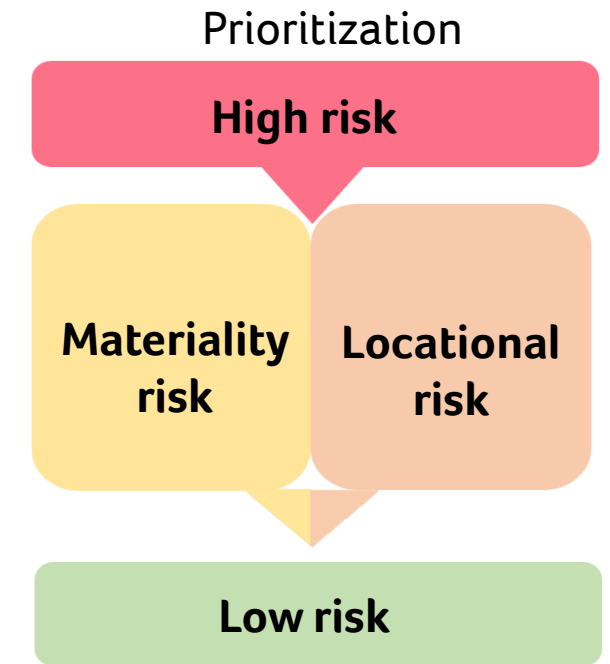 Prioritization
High risk
Materiality
risk
Locational
risk
Low risk